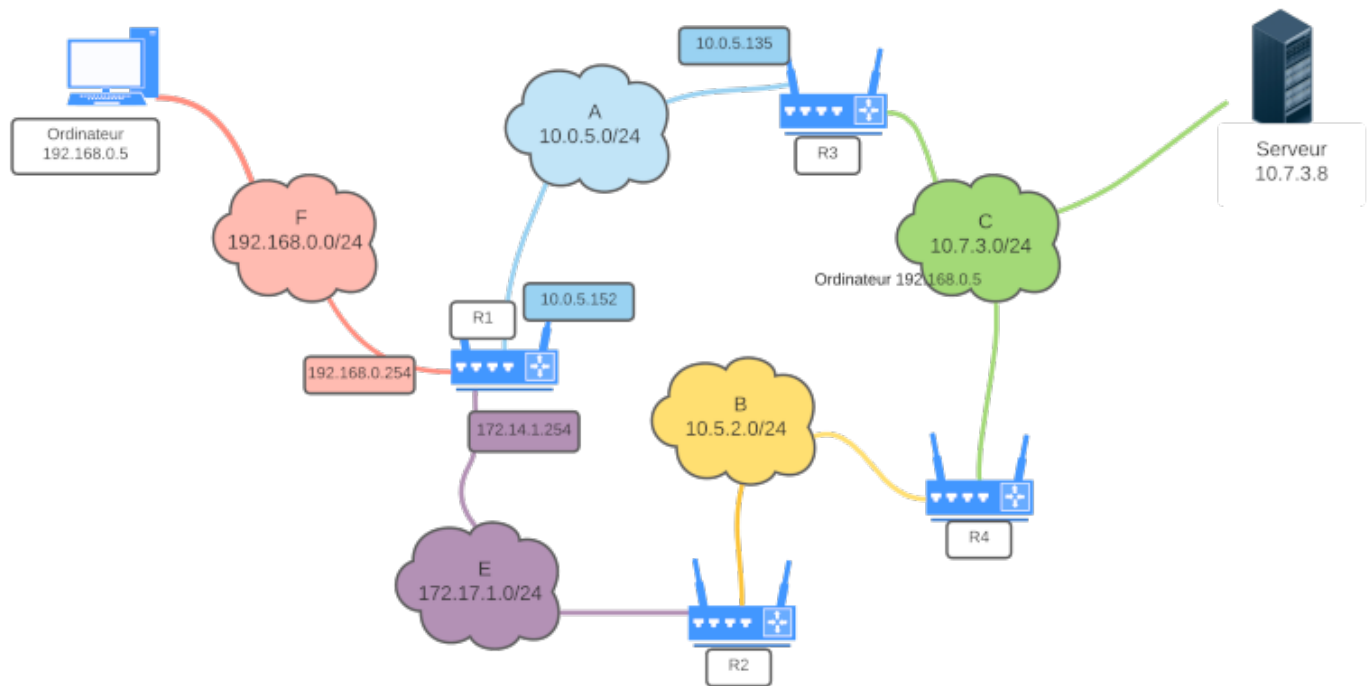 10.0.5.135
Ordinateur
192.168.0.5
A
10.0.5.0/24
R3
Serveur
10.7.3.8
F
192.168.0.0/24
C
10.7.3.0/24
Ordinateur 192.168.0.5
R1
10.0.5.152
192.168.0.254
172.14.1.254
B
10.5.2.0/24
R4
E
172.17.1.0/24
R2